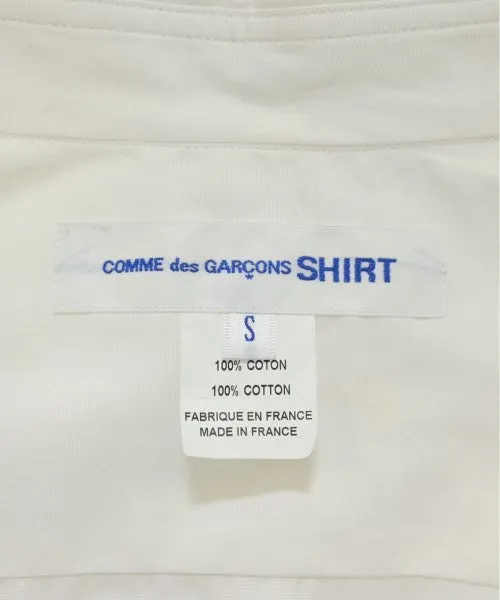 COMME des GARÇONS SHIRT
*
S
100% COTON
100% COTTON
FABRIQUE EN FRANCE
MADE IN FRANCE